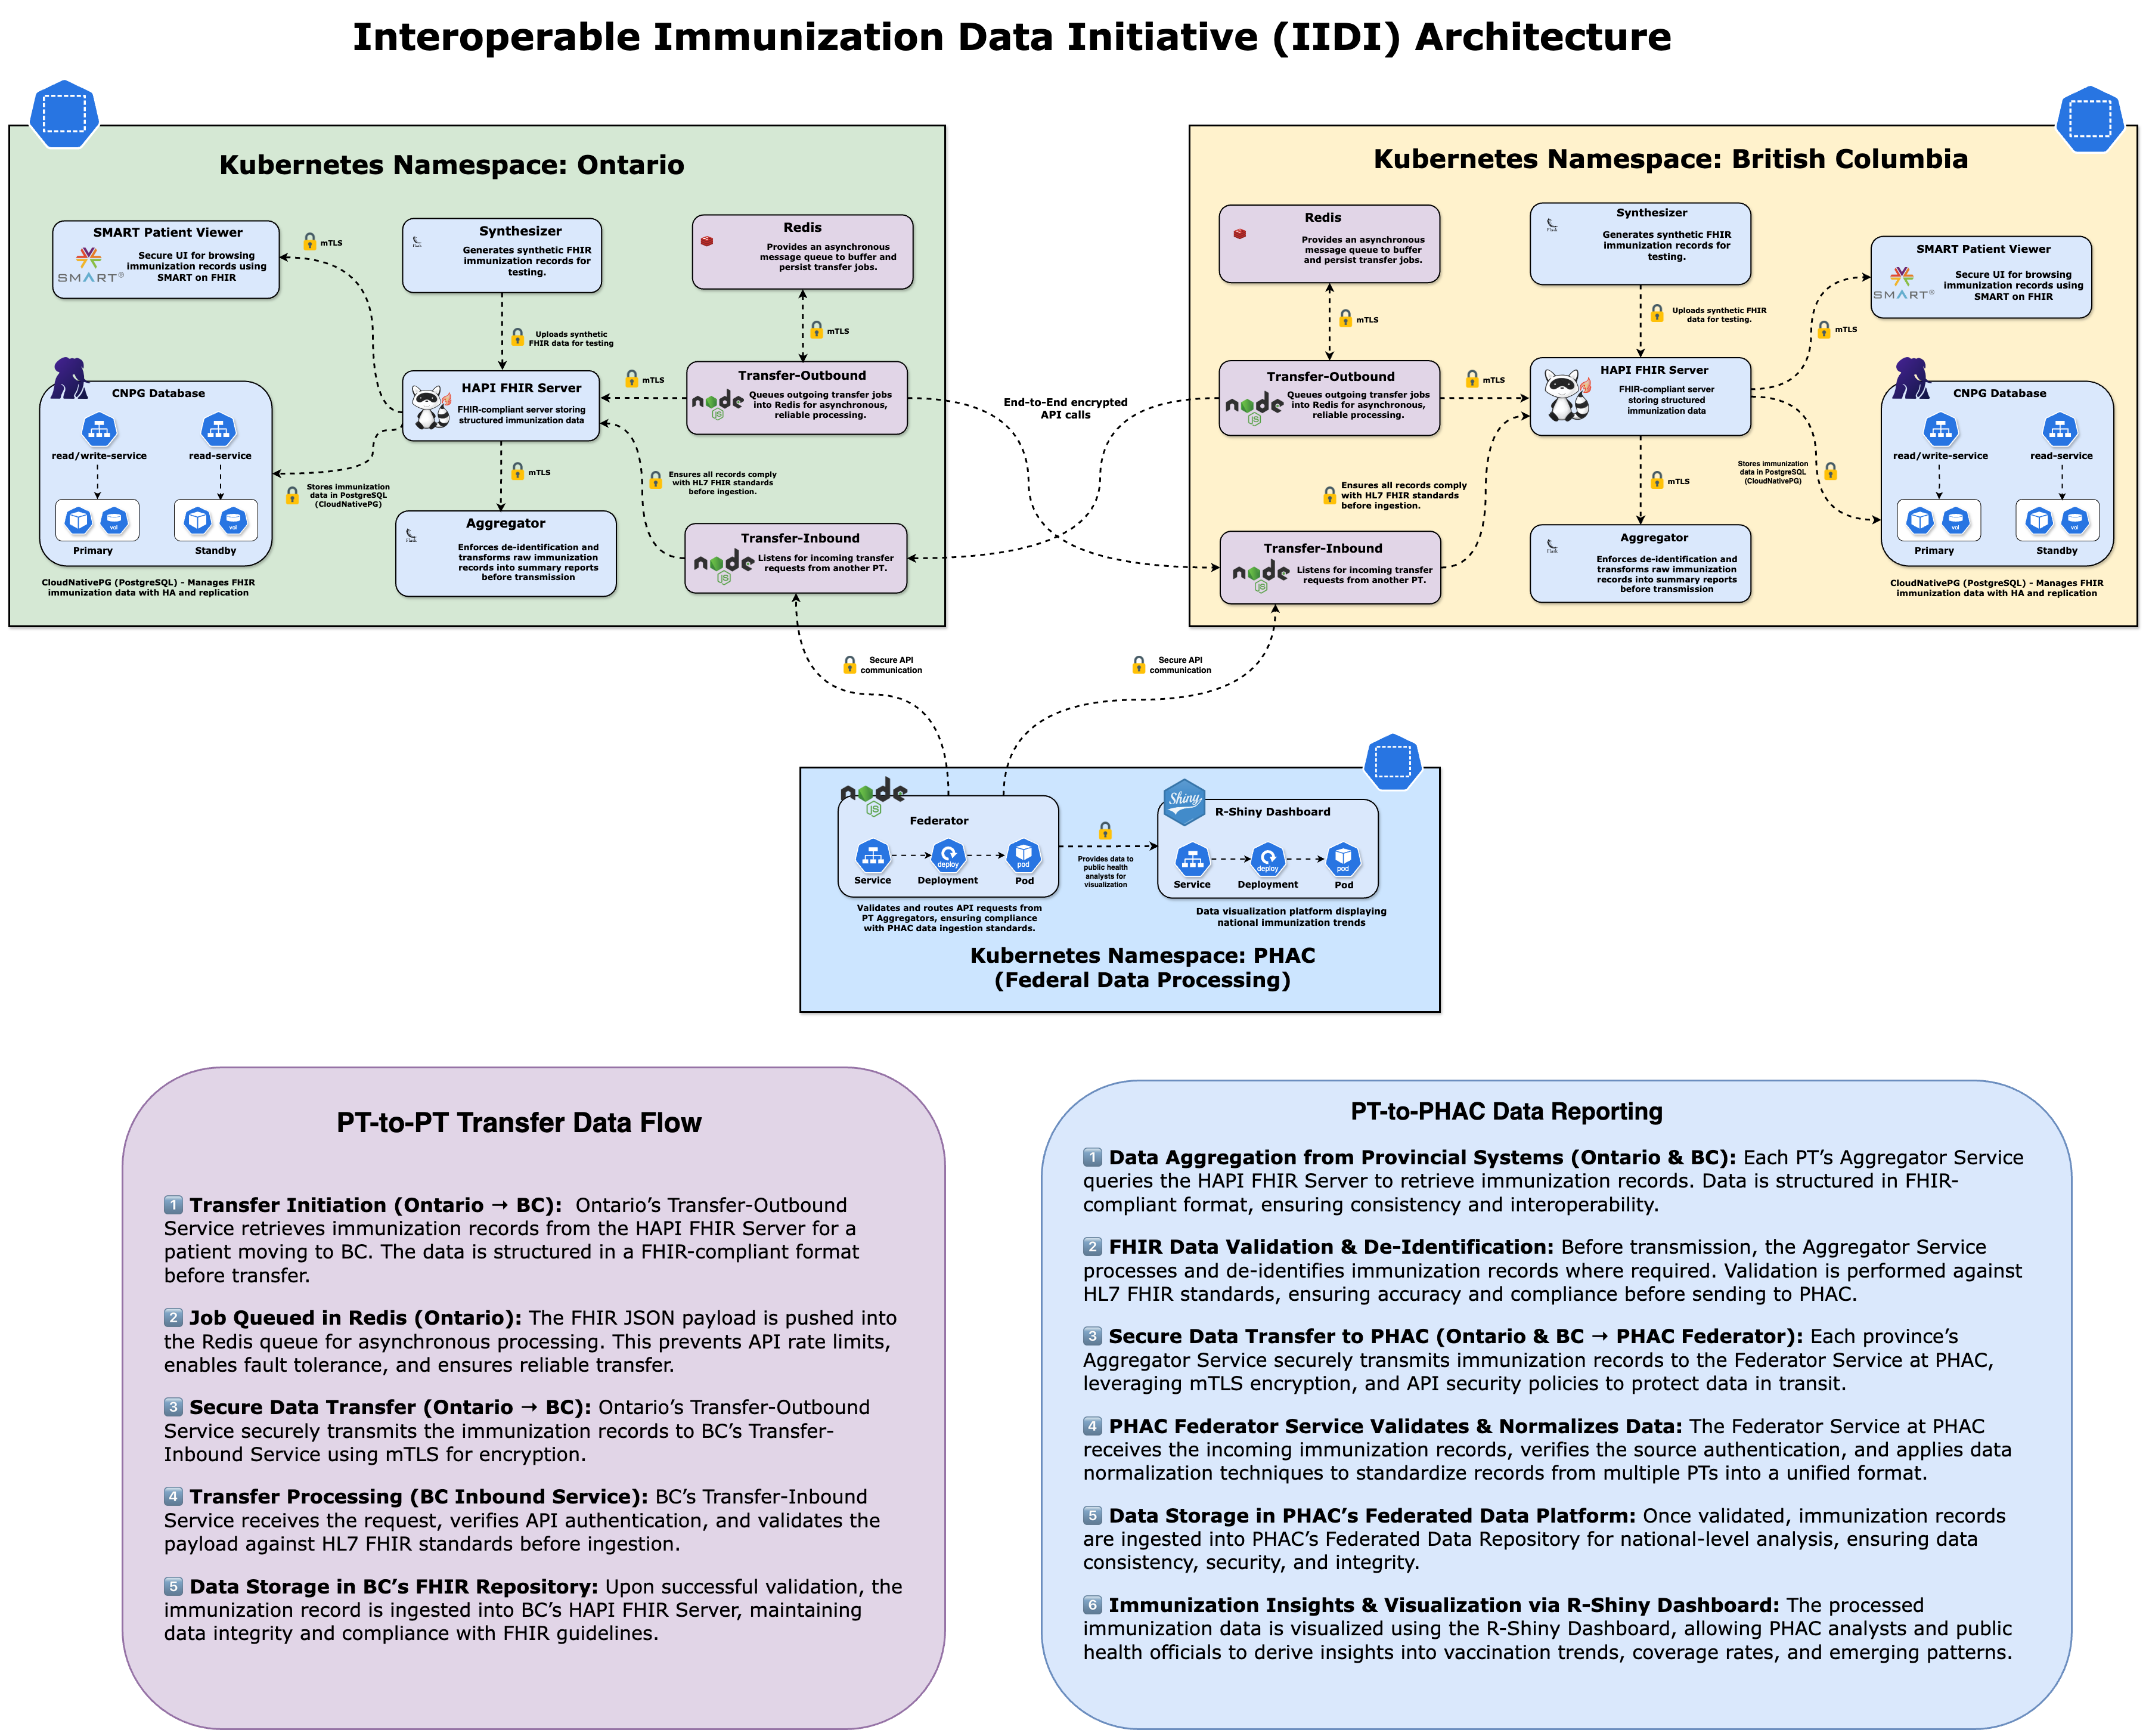 Interoperable Immunization Data Initiative (IIDI) Architecture
Kubernetes Namespace: Ontario
SMART Patient Viewer
SMART®
Secure UI for browsing
immunization records using
SMART on FHIR
mTLS
Synthesizer
Flask
Generates synthetic FHIR
immunization records for
testing.
Redis
Provides an asynchronous
message queue to buffer and
persist transfer jobs.
Uploads synthetic
FHIR data for testing
mTLS
CNPG Database
read/write-service
read-service
vol
vol
Primary
Standby
CloudNativePG (PostgreSQL) - Manages FHIR
immunization data with HA and replication
HAPI FHIR Server
FHIR-compliant server storing
structured immunization data
mTLS
Transfer-Outbound
node
JS
Queues outgoing transfer jobs
into Redis for asynchronous,
reliable processing.
Stores immunization
data in PostgreSQL
(CloudNativePG)
mTLS
Ensures all records comply
with HL7 FHIR standards
before ingestion.
Aggregator
Flask
Enforces de-identification and
transforms raw immunization
records into summary reports
before transmission
Transfer-Inbound
node
JS
Listens for incoming transfer
requests from another PT.
End-to-End encrypted
API calls
Kubernetes Namespace: British Columbia
Redis
Provides an asynchronous
message queue to buffer
and persist transfer jobs.
Synthesizer
Flask
Generates synthetic FHIR
immunization records for
testing.
SMART Patient Viewer
SMART®
Secure UI for browsing
immunization records using
SMART on FHIR
mTLS
Uploads synthetic FHIR
data for testing.
mTLS
Transfer-Outbound
node
JS
Queues outgoing transfer jobs
into Redis for asynchronous,
reliable processing.
mTLS
HAPI FHIR Server
FHIR-compliant server
storing structured
immunization data
CNPG Database
read/write-service
read-service
vol
vol
Primary
Standby
CloudNativePG (PostgreSQL) - Manages FHIR
immunization data with HA and replication
Ensures all records comply
with HL7 FHIR standards
before ingestion.
mTLS
Stores immunization
data in PostgreSQL
(CloudNativePG)
Transfer-Inbound
node
JS
Listens for incoming transfer
requests from another PT.
Aggregator
Flask
Enforces de-identification and
transforms raw immunization
records into summary reports
before transmission
Secure API
communication
Secure API
communication
node
JS
Federator
Service
deploy
Deployment
pod
Pod
Validates and routes API requests from
PT Aggregators, ensuring compliance
with PHAC data ingestion standards.
Provides data to
public health
analysts for
visualization
Shiny
R-Shiny Dashboard
Service
deploy
Deployment
pod
Pod
Data visualization platform displaying
national immunization trends
Kubernetes Namespace: PHAC
(Federal Data Processing)
PT-to-PT Transfer Data Flow
1 Transfer Initiation (Ontario → BC): Ontario’s Transfer-Outbound
Service retrieves immunization records from the HAPI FHIR Server for a
patient moving to BC. The data is structured in a FHIR-compliant format
before transfer.
2 Job Queued in Redis (Ontario): The FHIR JSON payload is pushed into
the Redis queue for asynchronous processing. This prevents API rate limits,
enables fault tolerance, and ensures reliable transfer.
3 Secure Data Transfer (Ontario → BC): Ontario’s Transfer-Outbound
Service securely transmits the immunization records to BC’s Transfer-
Inbound Service using mTLS for encryption.
4 Transfer Processing (BC Inbound Service): BC’s Transfer-Inbound
Service receives the request, verifies API authentication, and validates the
payload against HL7 FHIR standards before ingestion.
5 Data Storage in BC’s FHIR Repository: Upon successful validation, the
immunization record is ingested into BC’s HAPI FHIR Server, maintaining
data integrity and compliance with FHIR guidelines.
PT-to-PHAC Data Reporting
1 Data Aggregation from Provincial Systems (Ontario & BC): Each PT’s Aggregator Service
queries the HAPI FHIR Server to retrieve immunization records. Data is structured in FHIR-
compliant format, ensuring consistency and interoperability.
2 FHIR Data Validation & De-Identification: Before transmission, the Aggregator Service
processes and de-identifies immunization records where required. Validation is performed against
HL7 FHIR standards, ensuring accuracy and compliance before sending to PHAC.
3 Secure Data Transfer to PHAC (Ontario & BC → PHAC Federator): Each province’s
Aggregator Service securely transmits immunization records to the Federator Service at PHAC,
leveraging mTLS encryption, and API security policies to protect data in transit.
4 PHAC Federator Service Validates & Normalizes Data: The Federator Service at PHAC
receives the incoming immunization records, verifies the source authentication, and applies data
normalization techniques to standardize records from multiple PTs into a unified format.
5 Data Storage in PHAC’s Federated Data Platform: Once validated, immunization records
are ingested into PHAC’s Federated Data Repository for national-level analysis, ensuring data
consistency, security, and integrity.
6 Immunization Insights & Visualization via R-Shiny Dashboard: The processed
immunization data is visualized using the R-Shiny Dashboard, allowing PHAC analysts and public
health officials to derive insights into vaccination trends, coverage rates, and emerging patterns.